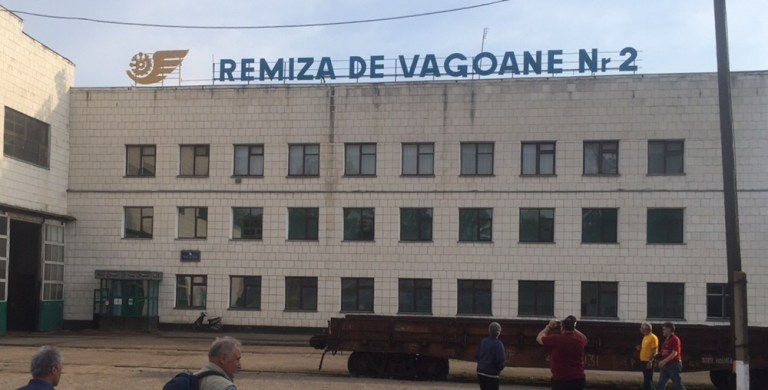 REMIZA DE VAGOANE Nr 2